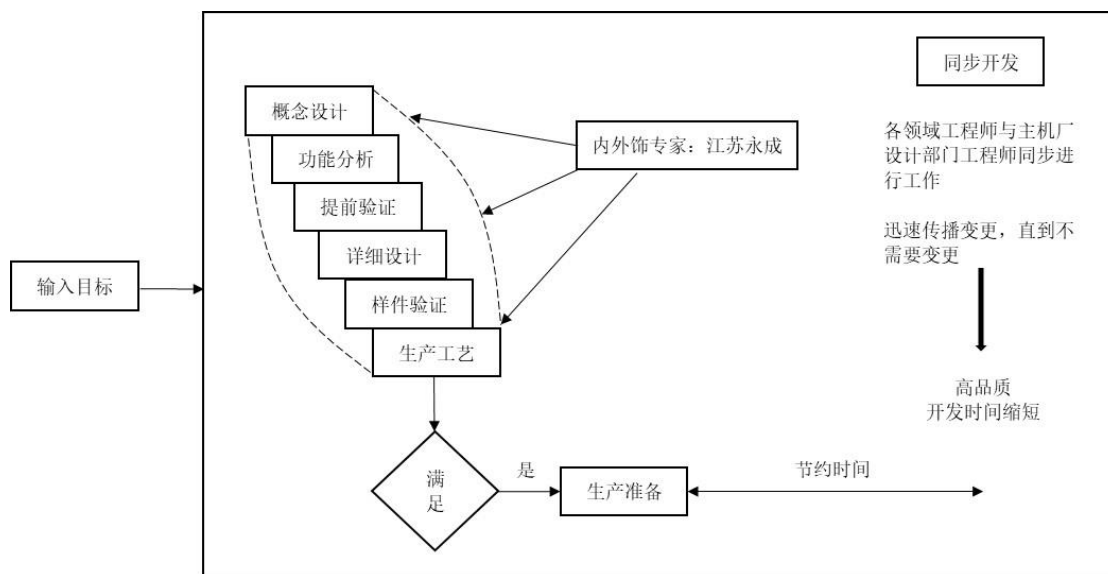 同步开发
概念设计
各领域工程师与主机厂
设计部门工程师同步进
行工作
内外饰专家：江苏永成
功能分析
提前验证
迅速传播变更，直到不
需要变更
详细设计
输入目标
样件验证
生产工艺
高品质
开发时间缩短
满
足
是
生产准备
节约时间